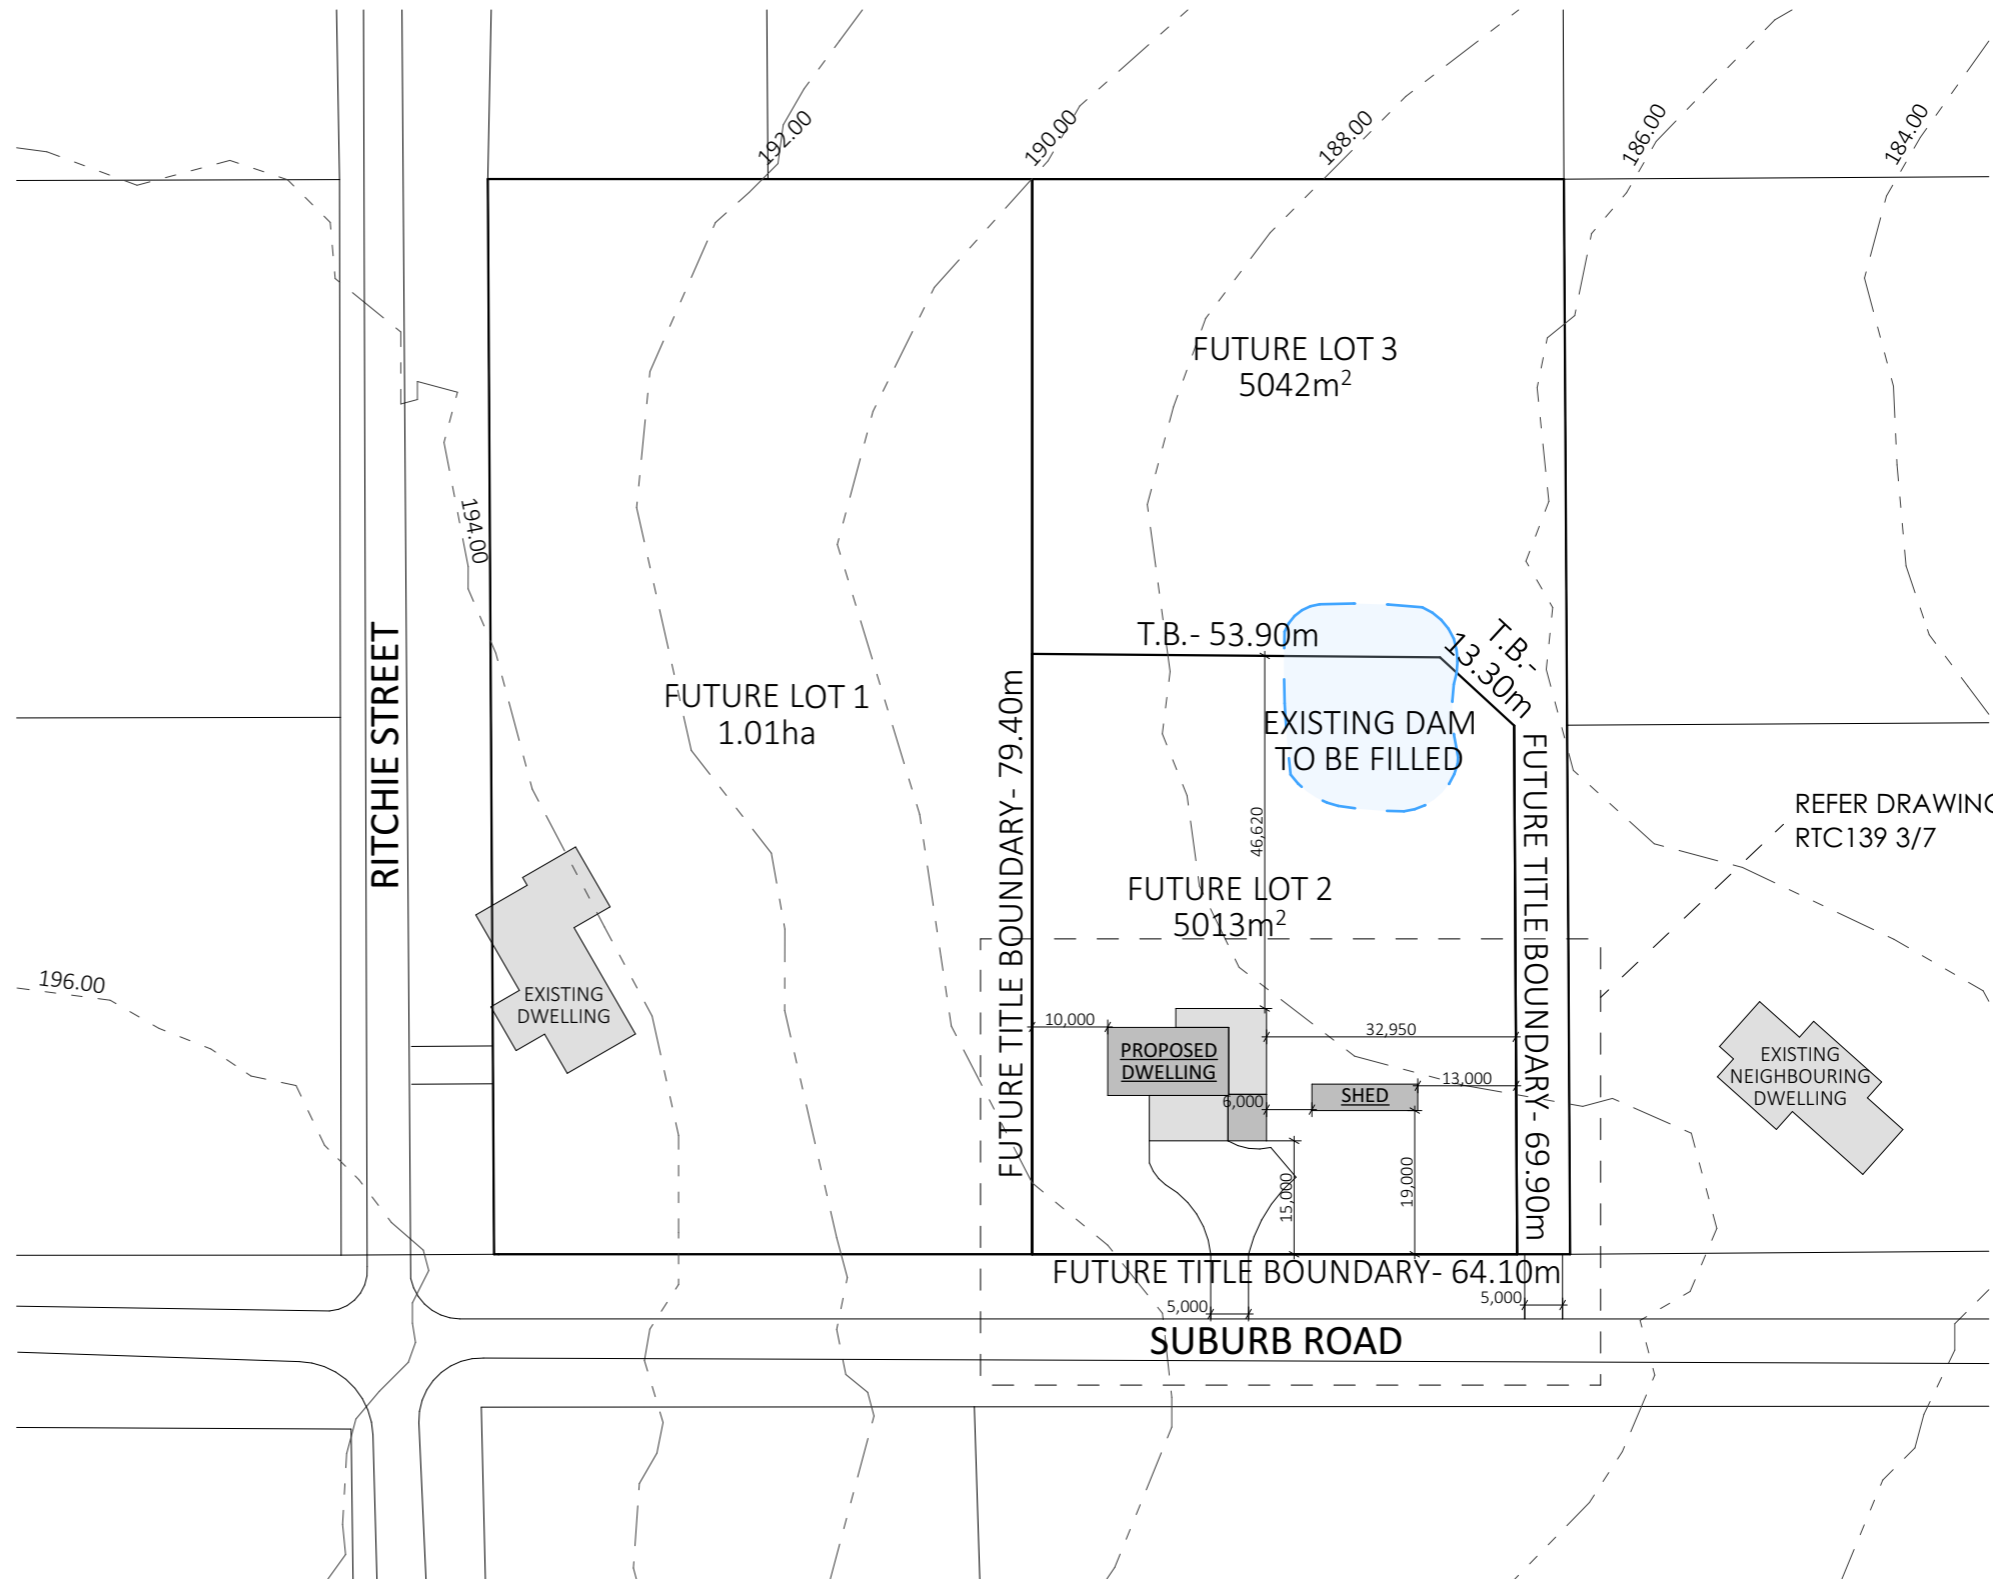 192.00
190.00
188.00
186.00
184.00
FUTURE LOT 3
5042m²
194.00
T.B.- 53.90m
T.B.-
13.30m
RITCHIE STREET
FUTURE LOT 1
1.01ha
FUTURE TITLE BOUNDARY- 79.40m
EXISTING DAM
TO BE FILLED
FUTURE TITLE BOUNDARY- 69.90m
46,620
REFER DRAWING
RTC139 3/7
FUTURE LOT 2
5013m²
196.00
EXISTING
DWELLING
10,000
32,950
PROPOSED
DWELLING
EXISTING
NEIGHBOURING
DWELLING
13,000
6,000
SHED
15,000
19,000
FUTURE TITLE BOUNDARY- 64.10m
5,000
5,000
SUBURB ROAD